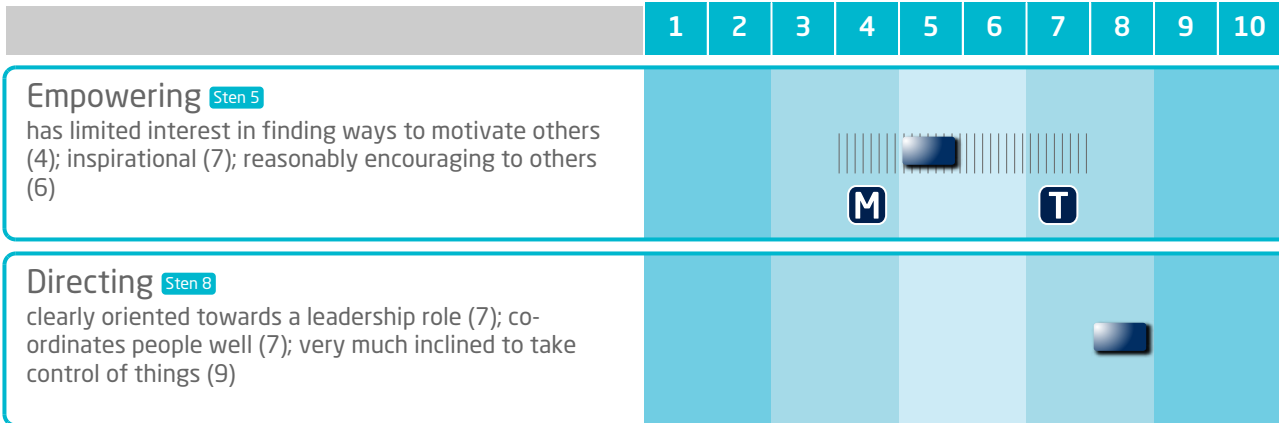 1 2 3 4 5 6 7 8 9 10
Empowering Sten 5
has limited interest in finding ways to motivate others
(4); inspirational (7); reasonably encouraging to others
(6)
M T
Directing Sten 8
clearly oriented towards a leadership role (7); co-
ordinates people well (7); very much inclined to take
control of things (9)